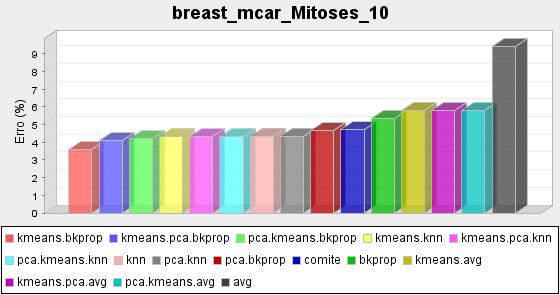 breast_mcar_Mitoses_10
Erro (%)
9
8
7
6
5
4
3
2
1
0
kmeans.bkprop kmeans.pca.bkprop pca.kmeans.bkprop kmeans.knn kmeans.pca.knn
pca.kmeans.knn knn pca.knn pca.bkprop comite bkprop kmeans.avg
kmeans.pca.avg pca.kmeans.avg avg